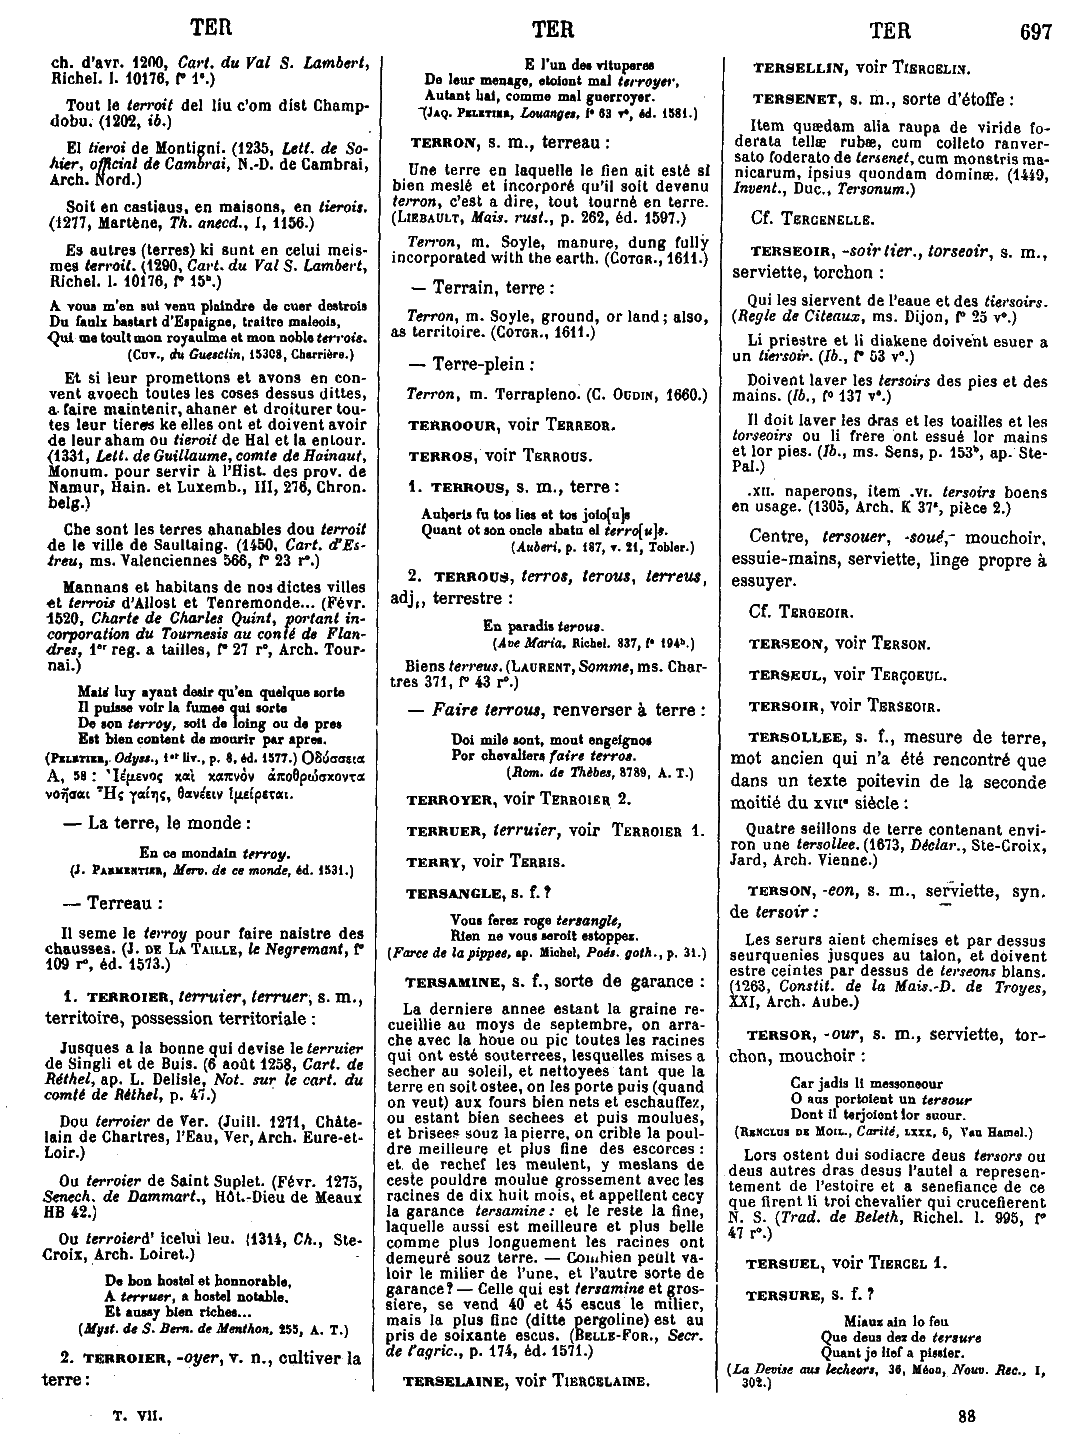 TER
TER
TER
697
ch. d'avr. 1200, Cart. du Val S. Lambert,
Richel. l. 10176, f° 1ª.)
Tout le terroit del liu c'om dist Champ-
dobu. (1202, ib.)
El tieroi de Montigni. (1235, Lett. de So-
hier, official de Cambrai, N.-D. de Cambrai,
Arch. Nord.)
Soit en castiaus, en maisons, en tierois.
(1277, Martène, Th. anecd., I, 1156.)
Es autres (terres) ki sunt en celui meis-
mes terroit. (1290, Cart. du Val S. Lambert,
Richel. l. 10176, f° 15ᵇ.)
A vous m'en sui venu plaindre de cuer destrois
Du faulx bastart d'Espaigne, traitre maleois,
Qui me toult mon royaulme et mon noble terrois.
(Cuv., du Guesclin, 15308, Charrière.)
Et si leur promettons et avons en con-
vent avoech toutes les coses dessus dittes,
a faire maintenir, ahaner et droiturer tou-
tes leur tieres ke elles ont et doivent avoir
de leur aham ou tieroit de Hal et la entour.
(1331, Lett. de Guillaume, comte de Hainaut,
Monum. pour servir à l'Hist. des prov. de
Namur, Hain. et Luxemb., III, 276, Chron.
belg.)
Che sont les terres ahanables dou terroit
de le ville de Saultaing. (1450, Cart. d'Es-
treu, ms. Valenciennes 566, f° 23 r°.)
Mannans et habitans de nos dictes villes
et terrois d'Allost et Tenremonde... (Févr.
1520, Charte de Charles Quint, portant in-
corporation du Tournesis au conté de Flan-
dres, 1er reg. a tailles, f° 27 r°, Arch. Tour-
nai.)
Mais luy ayant desir qu'en quelque sorte
Il puisse voir la fumee qui sorte
De son terroy, soit de loing ou de pres
Est bien content de mourir par apres.
(Peletier, Odyss., 1er liv., p. 8, éd. 1577.) Οδύσσεια
A, 58 : Ἱέμενος καὶ καπνὸν ἀποθρώσκοντα
νοῆσαι Ἧς γαίης, θανέειν ἱμείρεται.
— La terre, le monde :
En ce mondain terroy.
(J. Parmentier, Merv. de ce monde, éd. 1531.)
— Terreau :
Il seme le terroy pour faire naistre des
chausses. (J. de La Taille, le Negremant, f°
109 r°, éd. 1573.)
1. TERROIER, terruier, terruer, s. m.,
territoire, possession territoriale :
Jusques a la bonne qui devise le terruier
de Singli et de Buis. (6 août 1258, Cart. de
Réthel, ap. L. Delisle, Not. sur le cart. du
comté de Réthel, p. 47.)
Dou terroier de Ver. (Juill. 1271, Châte-
lain de Chartres, l'Eau, Ver, Arch. Eure-et-
Loir.)
Ou terroier de Saint Suplet. (Févr. 1275,
Senech. de Dammart., Hôt.-Dieu de Meaux
HB 42.)
Ou terroierd' icelui leu. (1314, Ch., Ste-
Croix, Arch. Loiret.)
De bon hostel et honnorable,
A terruer, a hostel notable,
Et aussy bien riches...
(Myst. de S. Bern. de Menthon, 255, A. T.)
2. TERROIER, -oyer, v. n., cultiver la
terre :
T. VII.
E l'un des vituperes
De leur menage, etoient mal terroyer,
Autant hai, comme mal guerroyer.
(Jaq. Peletier, Louanges, f° 63 r°, éd. 1581.)
TERRON, s. m., terreau :
Une terre en laquelle le fien ait esté si
bien meslé et incorporé qu'il soit devenu
terron, c'est a dire, tout tourné en terre.
(Liebault, Mais. rust., p. 262, éd. 1597.)
Terron, m. Soyle, manure, dung fully
incorporated with the earth. (Cotgr., 1611.)
— Terrain, terre :
Terron, m. Soyle, ground, or land ; also,
as territoire. (Cotgr., 1611.)
— Terre-plein :
Terron, m. Terrapleno. (C. Oudin, 1660.)
TERROOUR, voir Terreor.
TERROS, voir Terrous.
1. TERROUS, s. m., terre :
Auberis fu tos lies et tos joio[u]s
Quant ot son oncle abatu el terro[u]s.
(Auberi, p. 187, v. 21, Tobler.)
2. TERROUS, terros, terous, terreus,
adj., terrestre :
En paradis terous.
(Ave Maria, Richel. 837, f° 194ᵇ.)
Biens terreus. (Laurent, Somme, ms. Char-
tres 371, f° 43 r°.)
— Faire terrous, renverser à terre :
Doi mile sont, mout engeignos
Por chevaliers faire terros.
(Rom. de Thèbes, 8789, A. T.)
TERROYER, voir Terroier 2.
TERRUER, terruier, voir Terroier 1.
TERRY, voir Terris.
TERSANGLE, s. f. ?
Vous ferez roge tersangle,
Rien ne vous seroit estoppez.
(Farce de la pippee, ap. Michel, Poés. goth., p. 31.)
TERSAMINE, s. f., sorte de garance :
La derniere annee estant la graine re-
cueillie au moys de septembre, on arra-
che avec la houe ou pic toutes les racines
qui ont esté souterrees, lesquelles mises a
secher au soleil, et nettoyees tant que la
terre en soit ostee, on les porte puis (quand
on veut) aux fours bien nets et eschauffez,
ou estant bien sechees et puis moulues,
et brisees souz la pierre, on crible la poul-
dre meilleure et plus fine des escorces :
et de rechef les meulent, y meslans de
ceste pouldre moulue grossement avec les
racines de dix huit mois, et appellent cecy
la garance tersamine : et le reste la fine,
laquelle aussi est meilleure et plus belle
comme plus longuement les racines ont
demeuré souz terre. — Combien peult va-
loir le milier de l'une, et l'autre sorte de
garance? — Celle qui est tersamine et gros-
siere, se vend 40 et 45 escus le milier,
mais la plus fine (ditte pergoline) est au
pris de soixante escus. (Belle-For., Secr.
de l'agric., p. 174, éd. 1571.)
TERSELAINE, voir Tiercelaine.
TERSELLIN, voir Tiercelin.
TERSENET, s. m., sorte d'étoffe :
Item quædam alia raupa de viride fo-
derata tellæ rubæ, cum colleto ranver-
sato foderato de tersenet, cum monstris ma-
nicarum, ipsius quondam dominæ. (1449,
Invent., Duc., Tersonum.)
Cf. Tergenelle.
TERSEOIR, -soir tier., torseoir, s. m.,
serviette, torchon :
Qui les siervent de l'eaue et des tiersoirs.
(Regle de Citeaux, ms. Dijon, f° 25 v°.)
Li priestre et li diakene doivent esuer a
un tiersoir. (Ib., f° 53 v°.)
Doivent laver les tersoirs des pies et des
mains. (Ib., f° 137 v°.)
Il doit laver les dras et les toailles et les
torseoirs ou li frere ont essué lor mains
et lor pies. (Ib., ms. Sens, p. 153ᵇ, ap. Ste-
Pal.)
.xii. naperons, item .vi. tersoirs boens
en usage. (1305, Arch. K 37ª, pièce 2.)
Centre, tersouer, -soué, mouchoir,
essuie-mains, serviette, linge propre à
essuyer.
Cf. Tergeoir.
TERSEON, voir Terson.
TERSEUL, voir Terçoeul.
TERSOIR, voir Terseoir.
TERSOLLEE, s. f., mesure de terre,
mot ancien qui n'a été rencontré que
dans un texte poitevin de la seconde
moitié du xviie siècle :
Quatre seillons de terre contenant envi-
ron une tersollee. (1673, Déclar., Ste-Croix,
Jard, Arch. Vienne.)
TERSON, -eon, s. m., serviette, syn.
de tersoir :
Les serurs aient chemises et par dessus
seurquenies jusques au talon, et doivent
estre ceintes par dessus de terseons blans.
(1263, Constit. de la Mais.-D. de Troyes,
XXI, Arch. Aube.)
TERSOR, -our, s. m., serviette, tor-
chon, mouchoir :
Car jadis li messoneour
O aus portoient un tersour
Dont il terjoient lor suour.
(Renclus de Moil., Carité, lxxx, 6, Van Hamel.)
Lors ostent dui sodiacre deus tersors ou
deus autres dras desus l'autel a represen-
tement de l'estoire et a senefiance de ce
que firent li troi chevalier qui crucefierent
N. S. (Trad. de Beleth, Richel. l. 995, f°
47 r°.)
TERSUEL, voir Tiercel 1.
TERSURE, s. f. ?
Miauz ain lo feu
Que deus dez de tersure
Quant je lief a pissier.
(La Devise aus lecheors, 36, Méon, Nouv. Rec., I,
302.)
88